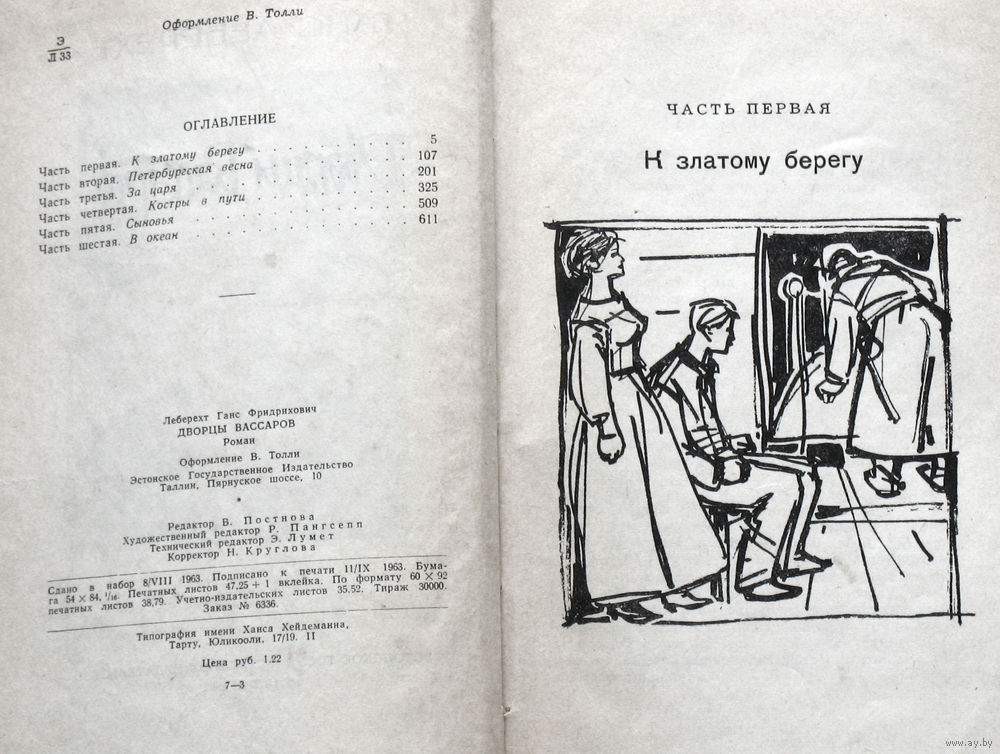 Оформление В. Толли
Э
Л 33
ОГЛАВЛЕНИЕ
Часть первая. К златому берегу . . . . . . . . . . . 5
Часть вторая. Петербургская весна . . . . . . . . . . 107
Часть третья. За царя . . . . . . . . . . . . . . . 201
Часть четвертая. Костры в пути . . . . . . . . . . . 325
Часть пятая. Сыновья . . . . . . . . . . . . . . . 509
Часть шестая. В океан . . . . . . . . . . . . . . . 611
Леберехт Ганс Фридрихович
ДВОРЦЫ ВАССАРОВ
Роман
Оформление В. Толли
Эстонское Государственное Издательство
Таллин, Пярнуское шоссе, 10
*
Редактор В. Постнова
Художественный редактор Р. Пангсепп
Технический редактор Э. Лумет
Корректор Н. Круглова
Сдано в набор 8/VIII 1963. Подписано к печати 11/IX 1963. Бума-
га 54 × 84, 1/16. Печатных листов 47.25 + 1 вклейка. По формату 60 × 92
печатных листов 38,79. Учетно-издательских листов 35.52. Тираж 30000.
Заказ № 6336.
Типография имени Ханса Хейдеманна,
Тарту, Юликооли, 17/19. II
Цена руб. 1.22
7—3
ЧАСТЬ ПЕРВАЯ
К златому берегу
www.ay.by